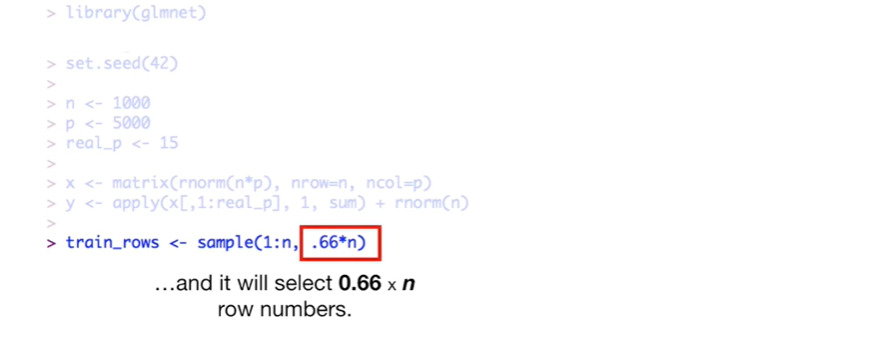 > library(glmnet)
> set.seed(42)
>
> n <- 1000
> p <- 5000
> real_p <- 15
>
> x <- matrix(rnorm(n*p), nrow=n, ncol=p)
> y <- apply(x[,1:real_p], 1, sum) + rnorm(n)
>
> train_rows <- sample(1:n, .66*n)
…and it will select 0.66 x n
row numbers.